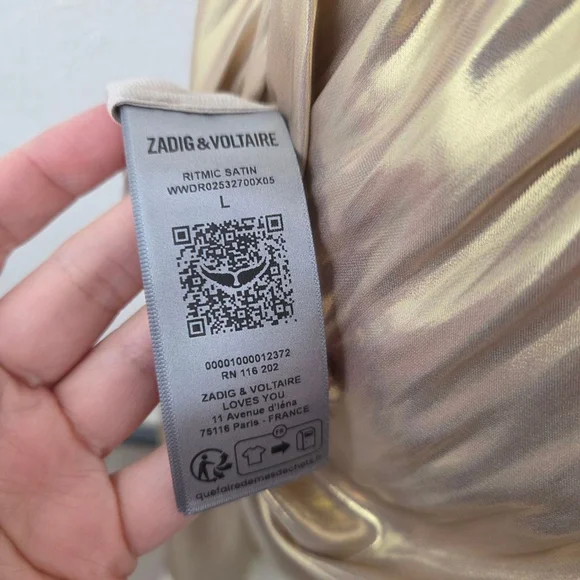 ZADIG&VOLTAIRE
RITMIC SATIN
WWDR02532700X05
L
00001000012372
RN 116 202
ZADIG & VOLTAIRE
LOVES YOU
11 Avenue d'Iéna
75116 Paris - FRANCE
FR
quefairedemesdechets.fr